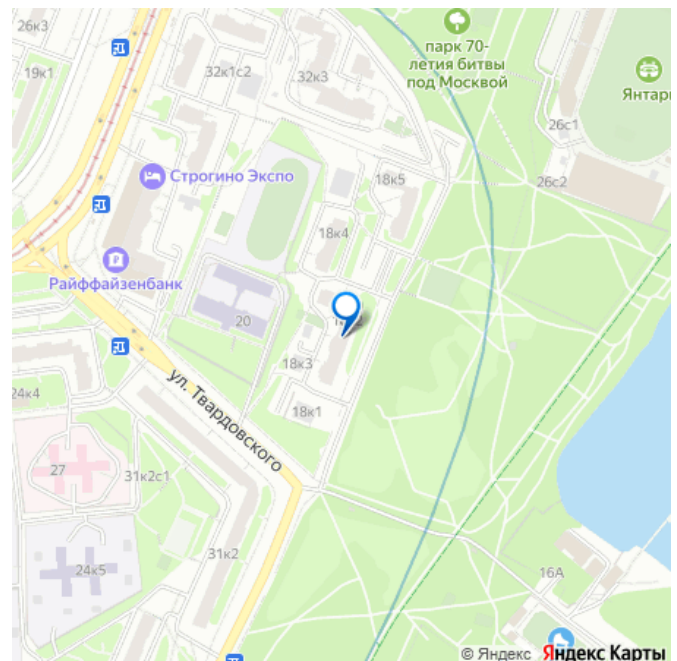 26к3
парк 70-
летия битвы
под Москвой
19к1
32к1с2
32к3
Янтарь
26с1
Строгино Экспо
18к5
26с2
18к4
Райффайзенбанк
20
18к3
24к4
ул. Твардовского
18к1
27
31к2с1
31к2
24к5
16А
© Яндекс Яндекс Карты